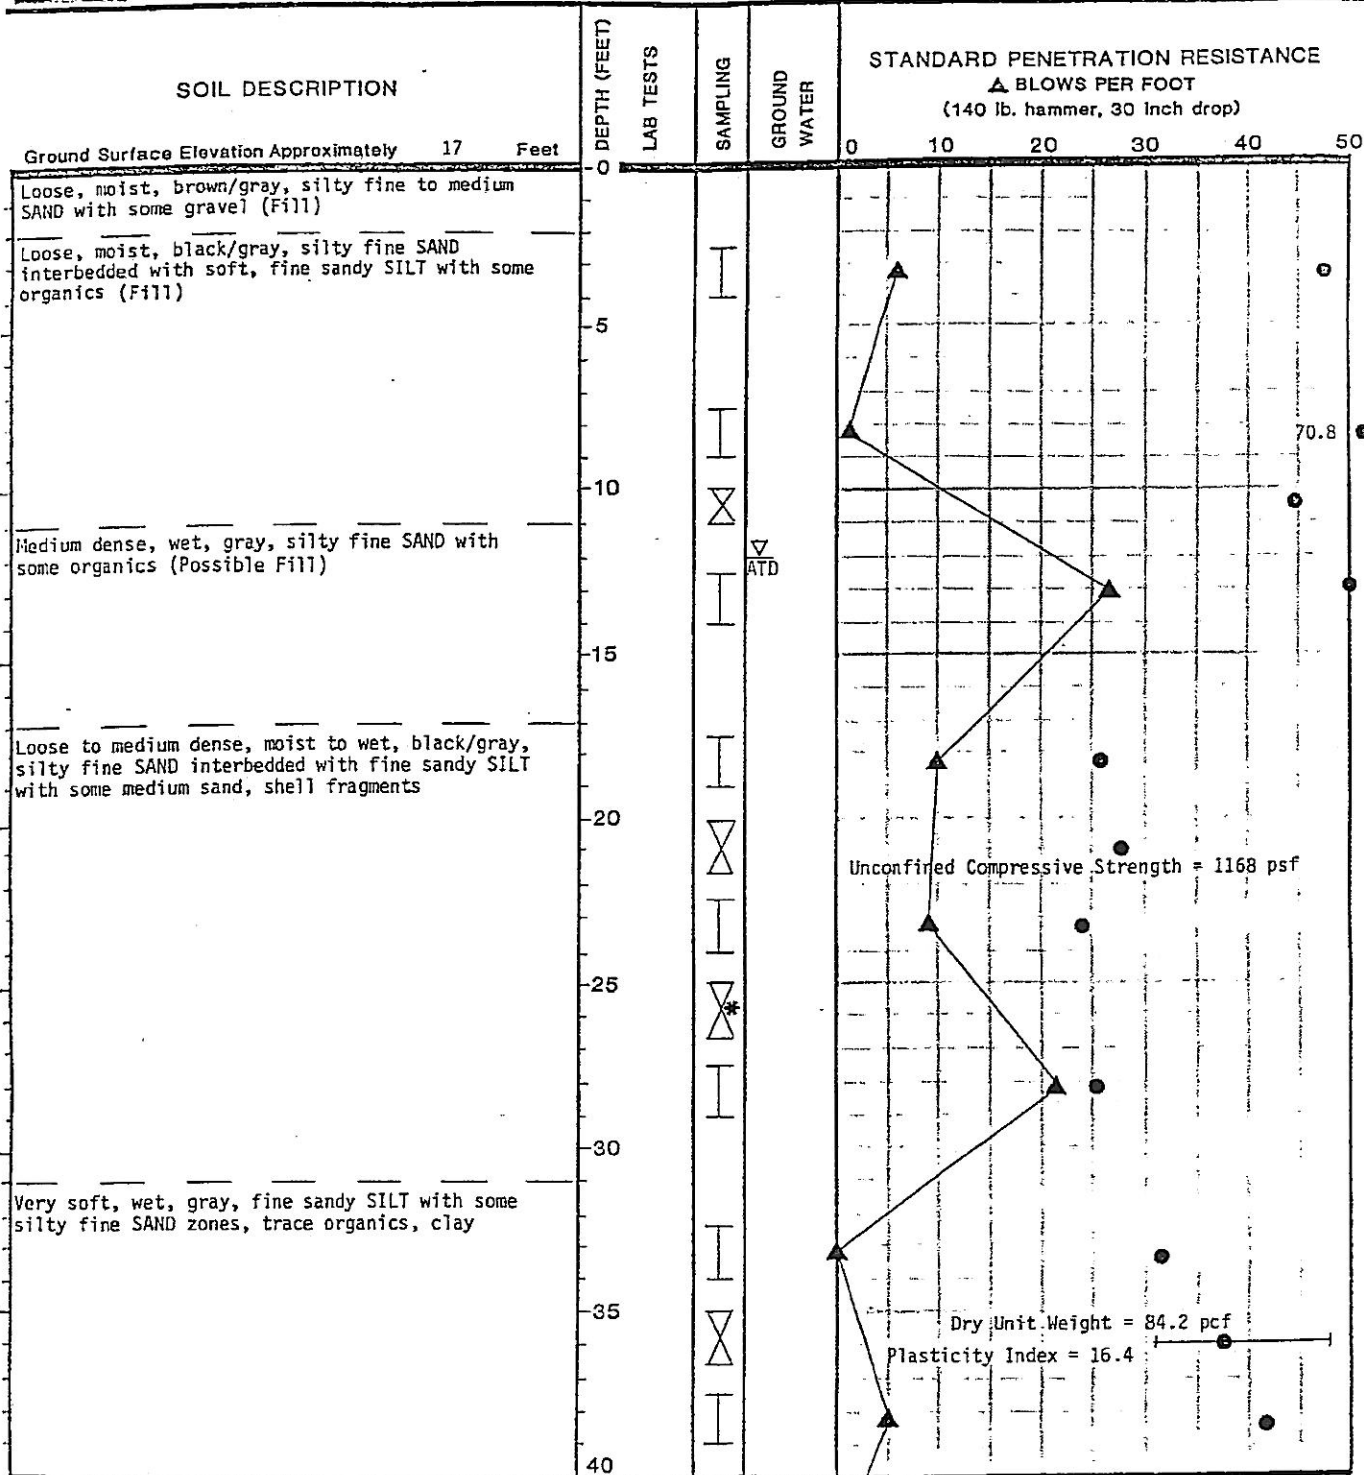 SOIL DESCRIPTION
Ground Surface Elevation Approximately 17 Feet
DEPTH (FEET)
LAB TESTS
SAMPLING
GROUND
WATER
STANDARD PENETRATION RESISTANCE
▲ BLOWS PER FOOT
(140 lb. hammer, 30 inch drop)
0 10 20 30 40 50
0
Loose, moist, brown/gray, silty fine to medium
SAND with some gravel (Fill)
Loose, moist, black/gray, silty fine SAND
interbedded with soft, fine sandy SILT with some
organics (Fill)
5
70.8
10
Medium dense, wet, gray, silty fine SAND with
some organics (Possible Fill)
ATD
15
Loose to medium dense, moist to wet, black/gray,
silty fine SAND interbedded with fine sandy SILT
with some medium sand, shell fragments
20
Unconfined Compressive Strength = 1168 psf
25
*
30
Very soft, wet, gray, fine sandy SILT with some
silty fine SAND zones, trace organics, clay
35
Dry Unit Weight = 84.2 pcf
Plasticity Index = 16.4
40